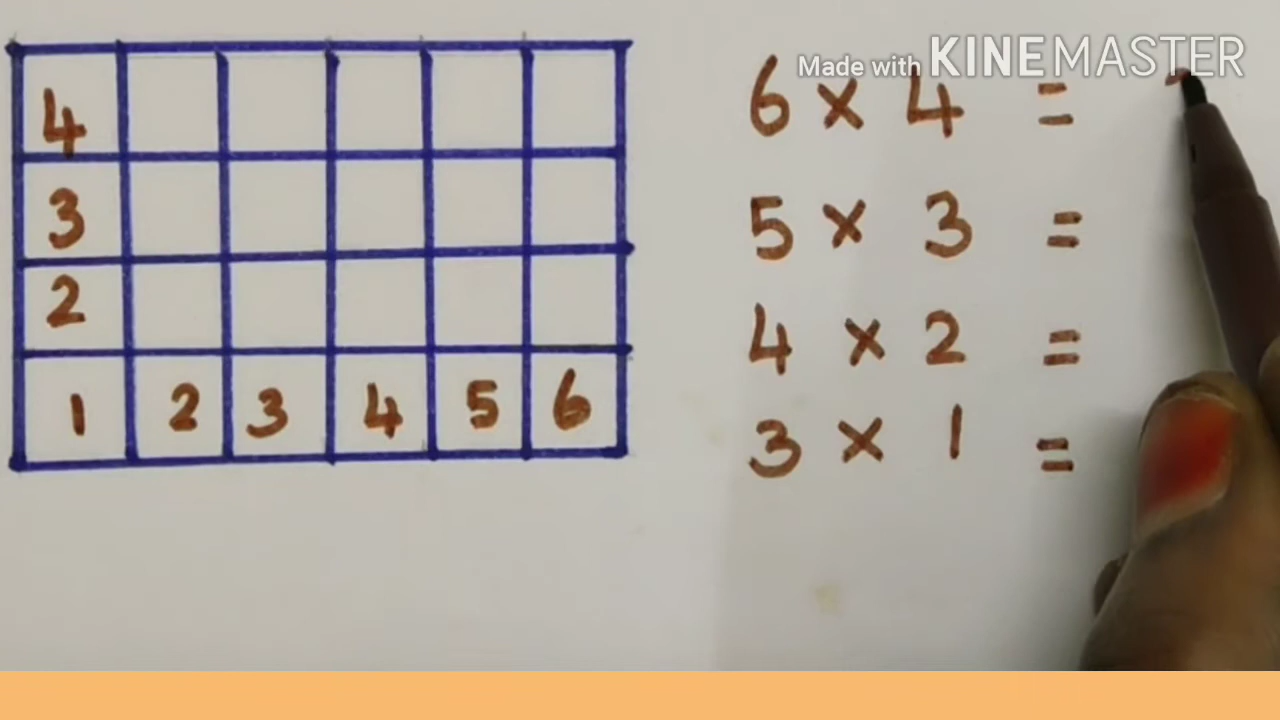 Made with KINEMASTER
4
3
2
1 2 3 4 5 6
6 × 4 =
5 × 3 =
4 × 2 =
3 × 1 =